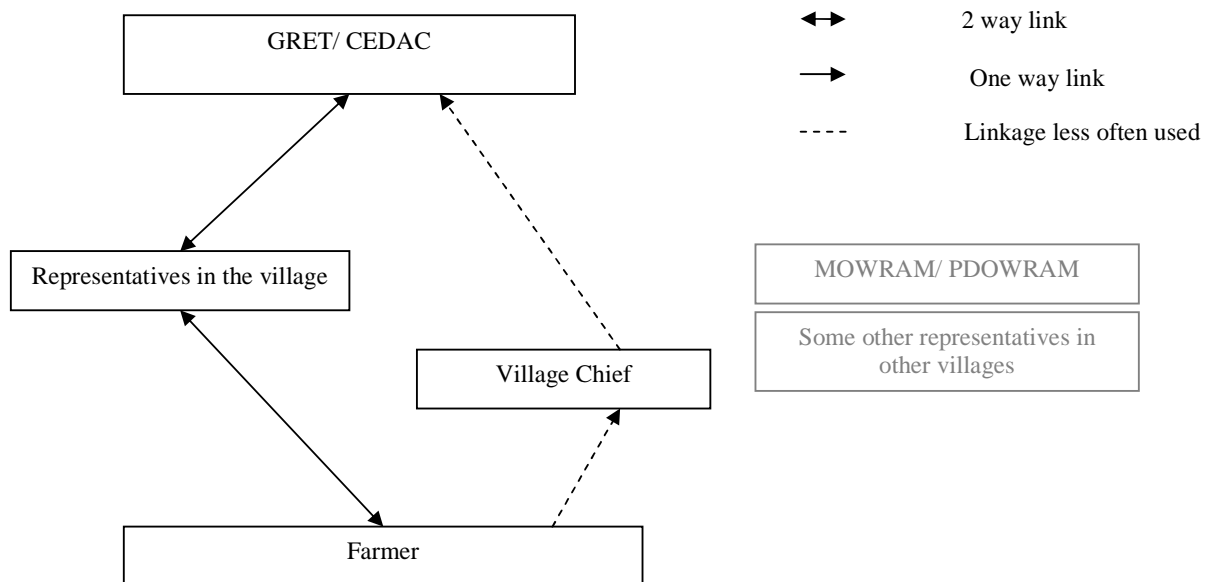 GRET/ CEDAC
2 way link
One way link
Linkage less often used
Representatives in the village
MOWRAM/ PDOWRAM
Some other representatives in
other villages
Village Chief
Farmer